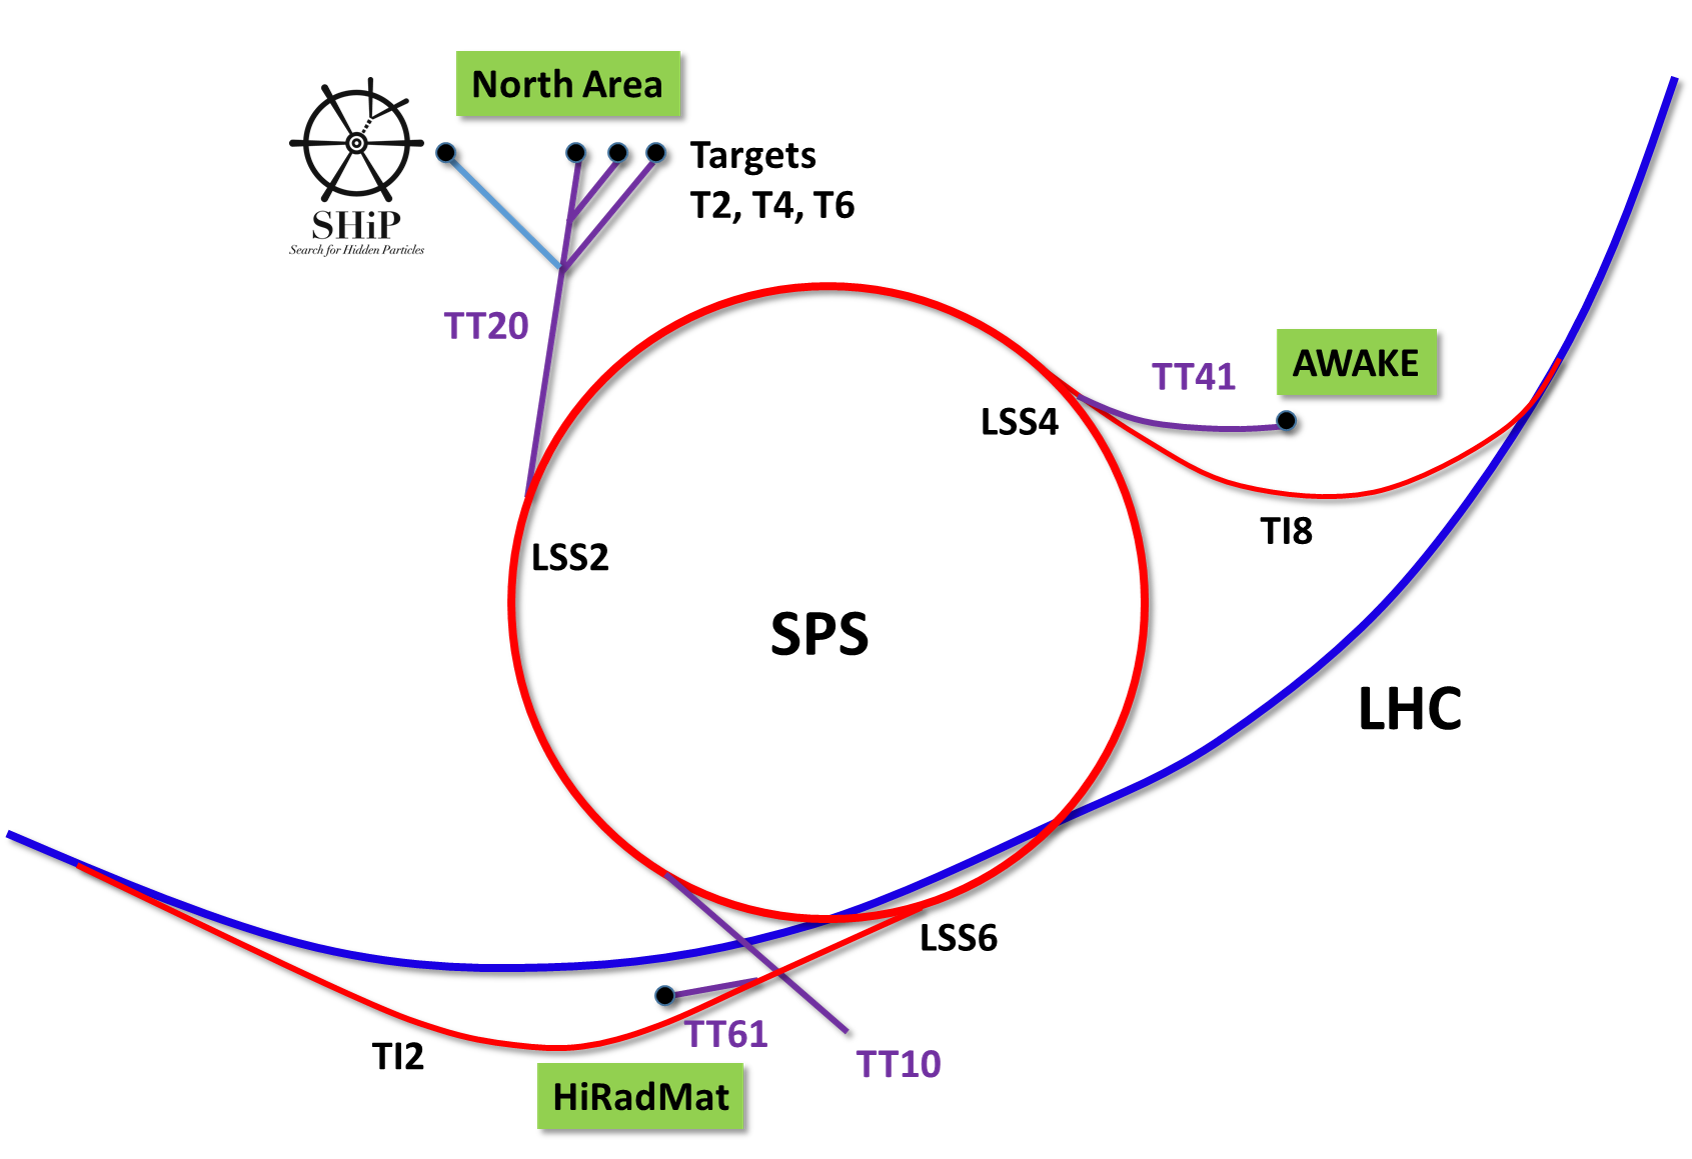 North Area
SHiP
Search for Hidden Particles
Targets
T2, T4, T6
TT20
TT41
AWAKE
LSS4
TI8
LSS2
SPS
LHC
LSS6
TT61
TI2
TT10
HiRadMat